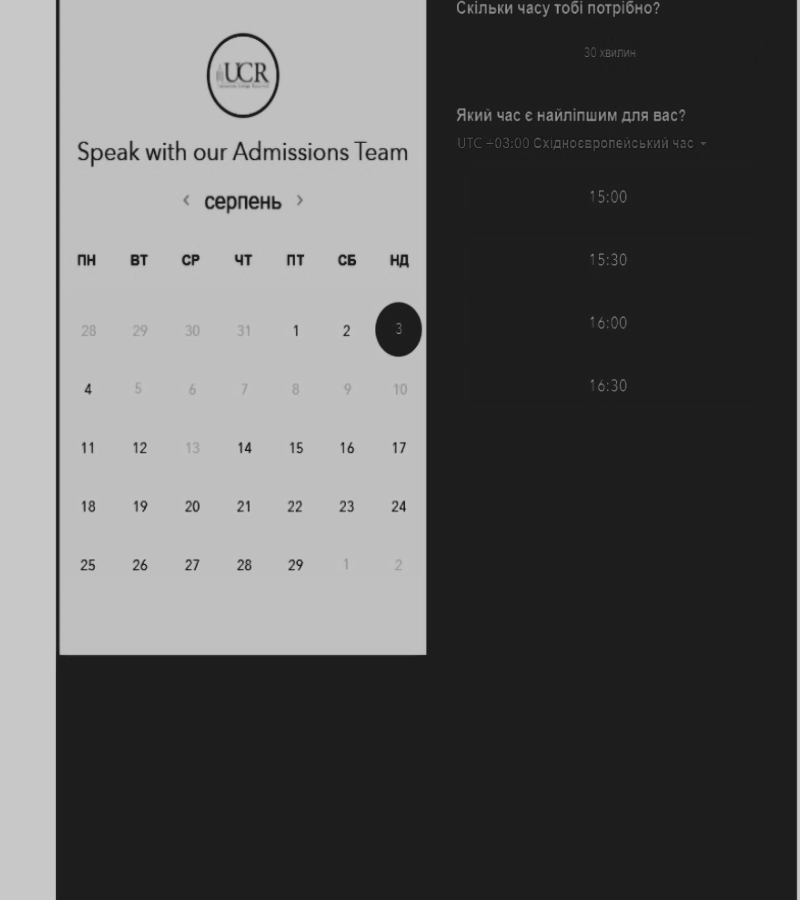 UCR
Speak with our Admissions Team
‹ серпень ›
ПН ВТ СР ЧТ ПТ СБ НД
28 29 30 31 1 2 3
4 5 6 7 8 9 10
11 12 13 14 15 16 17
18 19 20 21 22 23 24
25 26 27 28 29 1 2
Скільки часу тобі потрібно?
30 хвилин
Який час є найліпшим для вас?
UTC +03:00 Східноєвропейський час
15:00
15:30
16:00
16:30